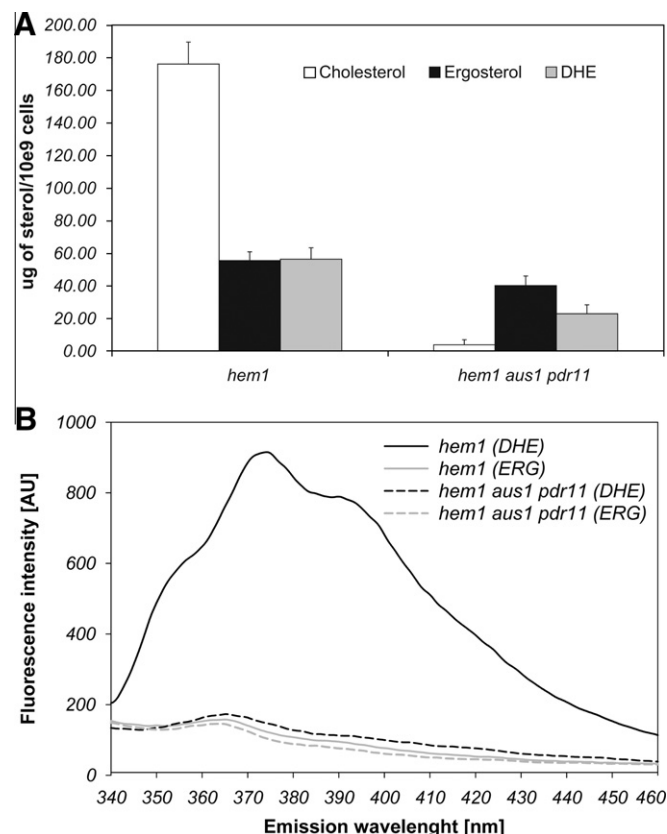 A
ug of sterol/10e9 cells
200.00
180.00
160.00
140.00
120.00
100.00
80.00
60.00
40.00
20.00
0.00
Cholesterol Ergosterol DHE
hem1 hem1 aus1 pdr11
B
Fluorescence intensity [AU]
1000
800
600
400
200
0
hem1 (DHE)
hem1 (ERG)
hem1 aus1 pdr11 (DHE)
hem1 aus1 pdr11 (ERG)
340 350 360 370 380 390 400 410 420 430 440 450 460
Emission wavelenght [nm]